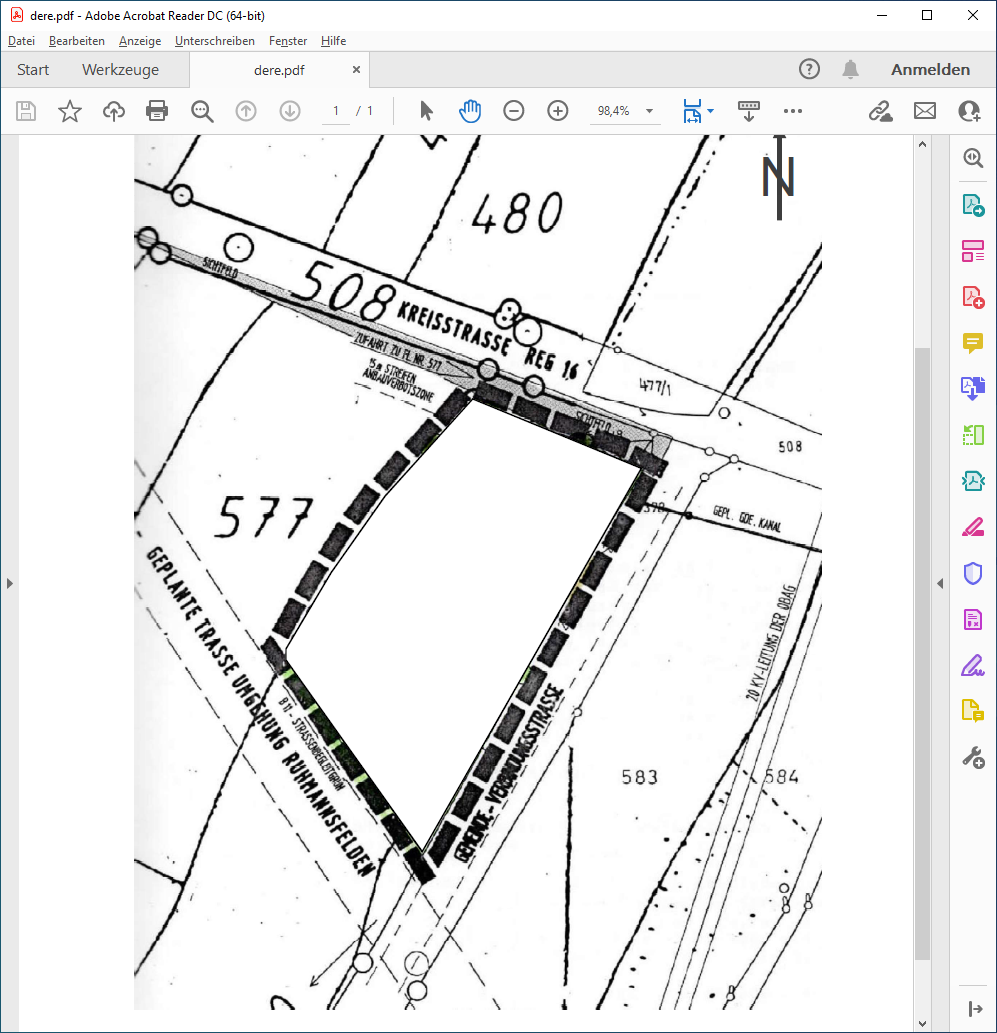 dere.pdf - Adobe Acrobat Reader DC (64-bit)
Datei Bearbeiten Anzeige Unterschreiben Fenster Hilfe
Start Werkzeuge dere.pdf × ? Anmelden
1 / 1 98,4%
N
480
SICHTFELD
508
KREISSTRASSE REG 16
ZUFAHRT ZU FL. NR. 577
15 m STREIFEN
ANBAUVERBOTSZONE
477/1
SICHTFELD
508
577
GEPL. GDE. KANAL
GEPLANTE TRASSE UMGEHUNG RUHMANNSFELDEN
B 11 - STRASSENBEGLEITGRÜN
GEMEINDE - VERBINDUNGSSTRASSE
20 KV-LEITUNG DER OBAG
583
584